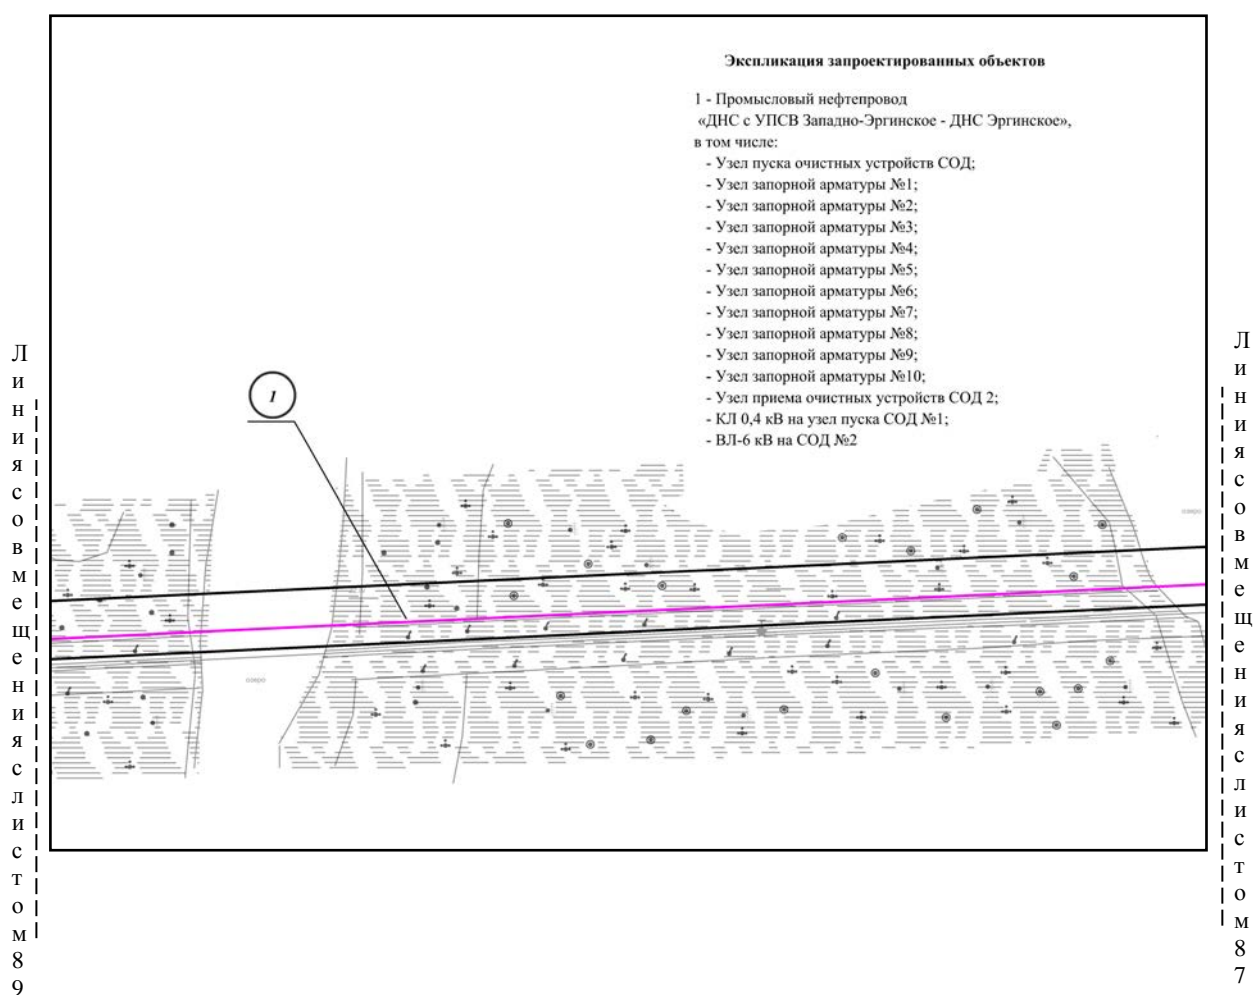 Экспликация запроектированных объектов
1 - Промысловый нефтепровод
«ДНС с УПСВ Западно-Эргинское - ДНС Эргинское»,
в том числе:
- Узел пуска очистных устройств СОД;
- Узел запорной арматуры №1;
- Узел запорной арматуры №2;
- Узел запорной арматуры №3;
- Узел запорной арматуры №4;
- Узел запорной арматуры №5;
- Узел запорной арматуры №6;
- Узел запорной арматуры №7;
- Узел запорной арматуры №8;
- Узел запорной арматуры №9;
- Узел запорной арматуры №10;
- Узел приема очистных устройств СОД 2;
- КЛ 0,4 кВ на узел пуска СОД №1;
- ВЛ-6 кВ на СОД №2
Линия совмещения с листом 89
1
озеро
озеро
Линия совмещения с листом 87